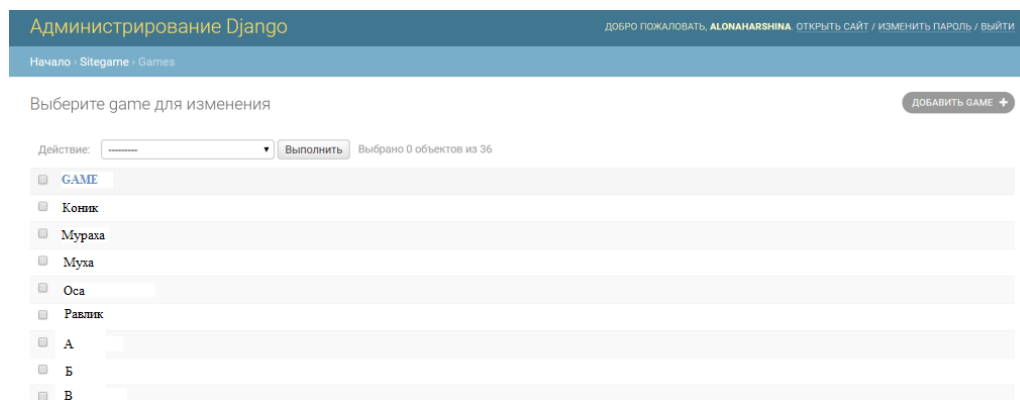 Администрирование Django
ДОБРО ПОЖАЛОВАТЬ, ALONAHARSHINA. ОТКРЫТЬ САЙТ / ИЗМЕНИТЬ ПАРОЛЬ / ВЫЙТИ
Начало › Sitegame › Games
Выберите game для изменения
ДОБАВИТЬ GAME +
Действие: --------- Выполнить Выбрано 0 объектов из 36
GAME
Коник
Мураха
Муха
Оса
Равлик
А
Б
В